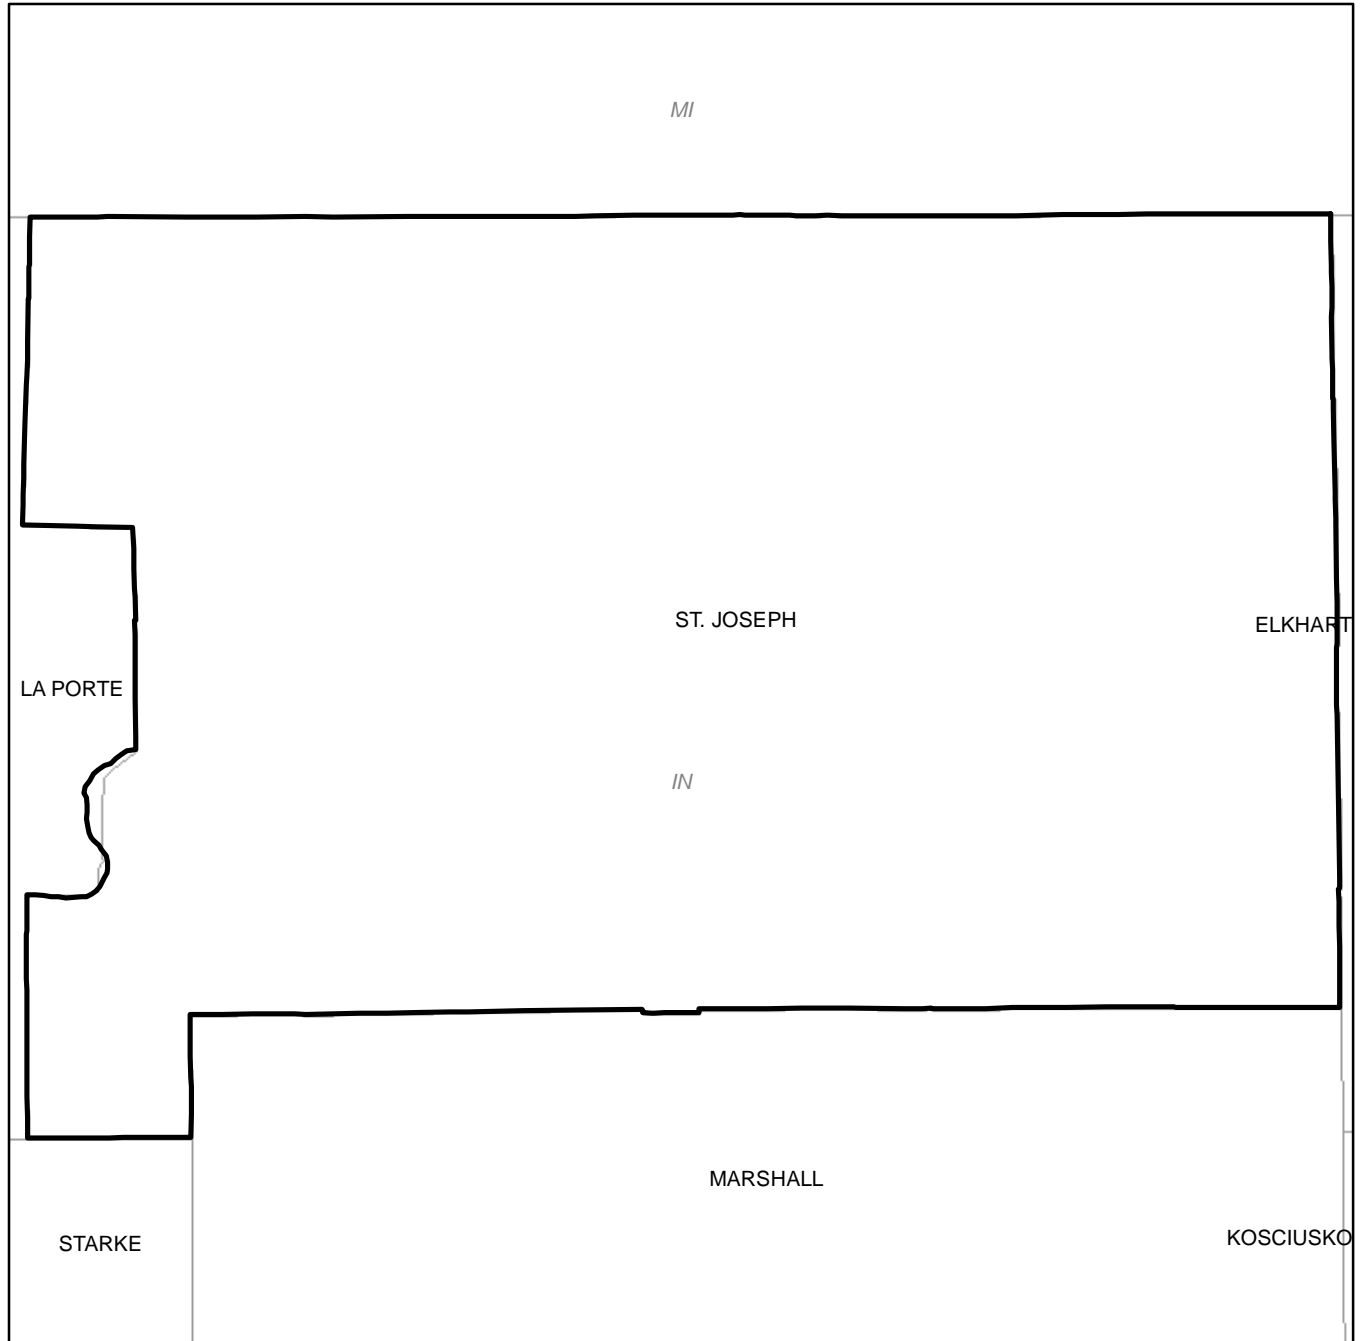 MI
ST. JOSEPH
ELKHART
LA PORTE
IN
MARSHALL
STARKE
KOSCIUSKO